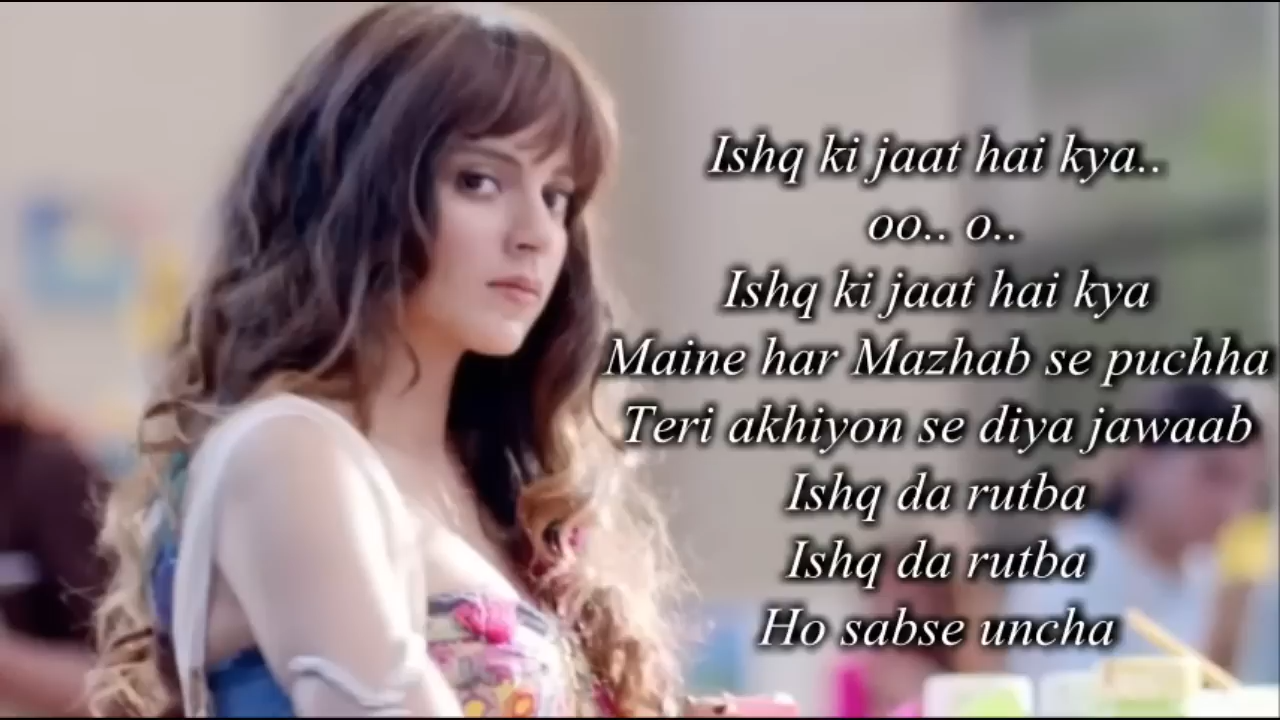 Ishq ki jaat hai kya..
oo.. o..
Ishq ki jaat hai kya
Maine har Mazhab se puchha
Teri akhiyon se diya jawaab
Ishq da rutba
Ishq da rutba
Ho sabse uncha